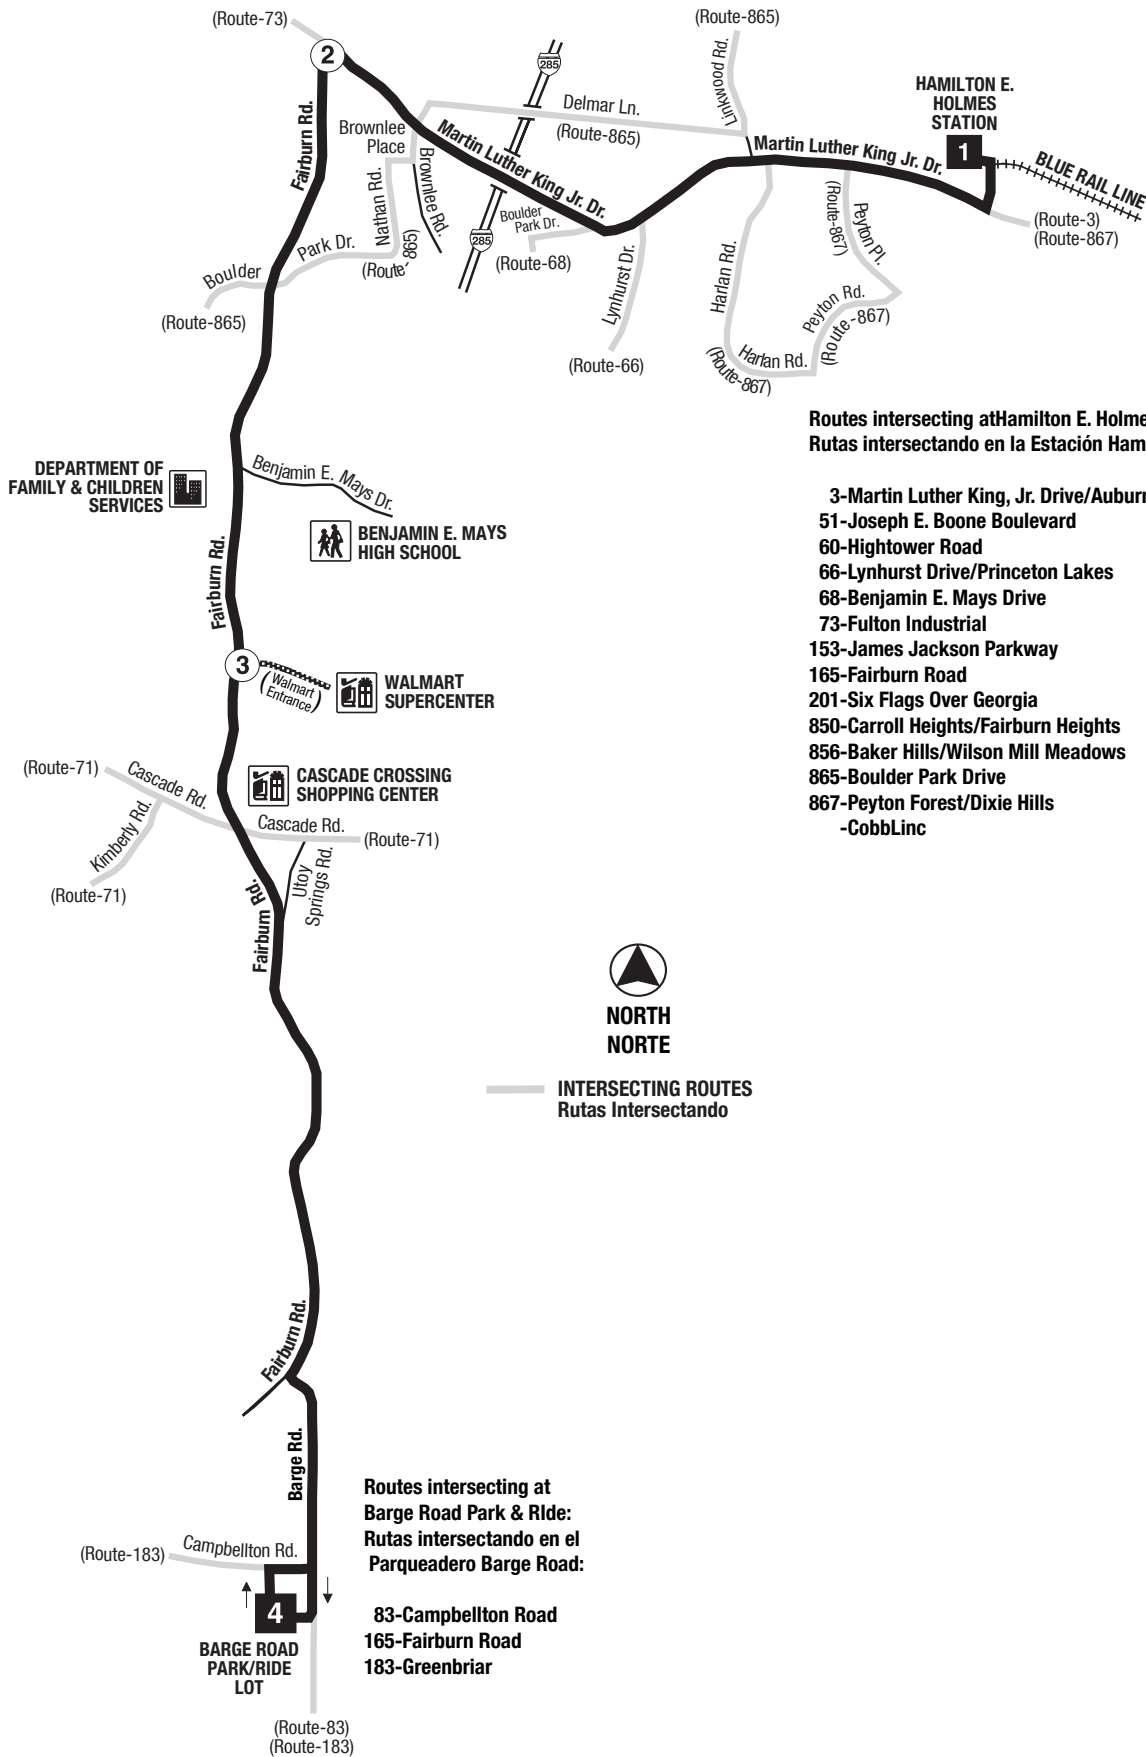 (Route-73)
2
285
(Route-865)
Linkwood Rd.
HAMILTON E.
HOLMES
STATION
1
BLUE RAIL LINE
Delmar Ln.
(Route-865)
Brownlee
Place
Martin Luther King Jr. Dr.
Martin Luther King Jr. Dr.
Fairburn Rd.
Nathan Rd.
Brownlee Rd.
(Route-865)
285
Boulder
Park Dr.
(Route-68)
Lynhurst Dr.
(Route-66)
Harlan Rd.
(Route-867)
Peyton Pl.
(Route-3)
(Route-867)
Peyton Rd.
(Route-867)
Harlan Rd.
(Route-867)
Boulder
Park Dr.
(Route-865)
Routes intersecting atHamilton E. Holme
Rutas intersectando en la Estación Ham
3-Martin Luther King, Jr. Drive/Auburn
51-Joseph E. Boone Boulevard
60-Hightower Road
66-Lynhurst Drive/Princeton Lakes
68-Benjamin E. Mays Drive
73-Fulton Industrial
153-James Jackson Parkway
165-Fairburn Road
201-Six Flags Over Georgia
850-Carroll Heights/Fairburn Heights
856-Baker Hills/Wilson Mill Meadows
865-Boulder Park Drive
867-Peyton Forest/Dixie Hills
-CobbLinc
DEPARTMENT OF
FAMILY & CHILDREN
SERVICES
Benjamin E. Mays Dr.
BENJAMIN E. MAYS
HIGH SCHOOL
Fairburn Rd.
3
(Walmart
Entrance)
WALMART
SUPERCENTER
(Route-71)
Cascade Rd.
CASCADE CROSSING
SHOPPING CENTER
Kimberly Rd.
(Route-71)
Cascade Rd.
(Route-71)
Utoy
Springs Rd.
Fairburn Rd.
NORTH
NORTE
INTERSECTING ROUTES
Rutas Intersectando
Fairburn Rd.
Barge Rd.
Routes intersecting at
Barge Road Park & RIde:
Rutas intersectando en el
Parqueadero Barge Road:
83-Campbellton Road
165-Fairburn Road
183-Greenbriar
(Route-183)
Campbellton Rd.
4
BARGE ROAD
PARK/RIDE
LOT
(Route-83)
(Route-183)